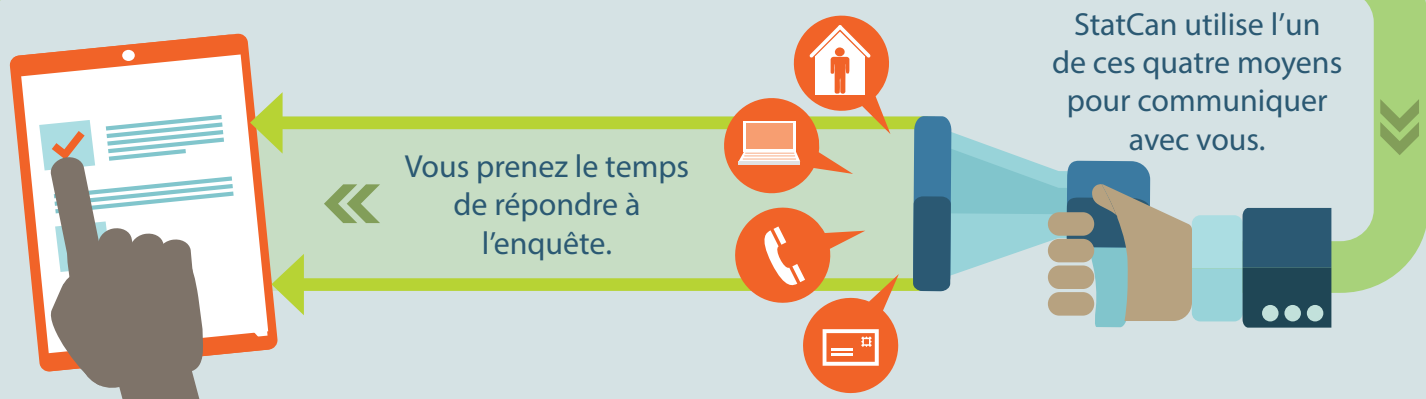 StatCan utilise l’un
de ces quatre moyens
pour communiquer
avec vous.
Vous prenez le temps
de répondre à
l’enquête.